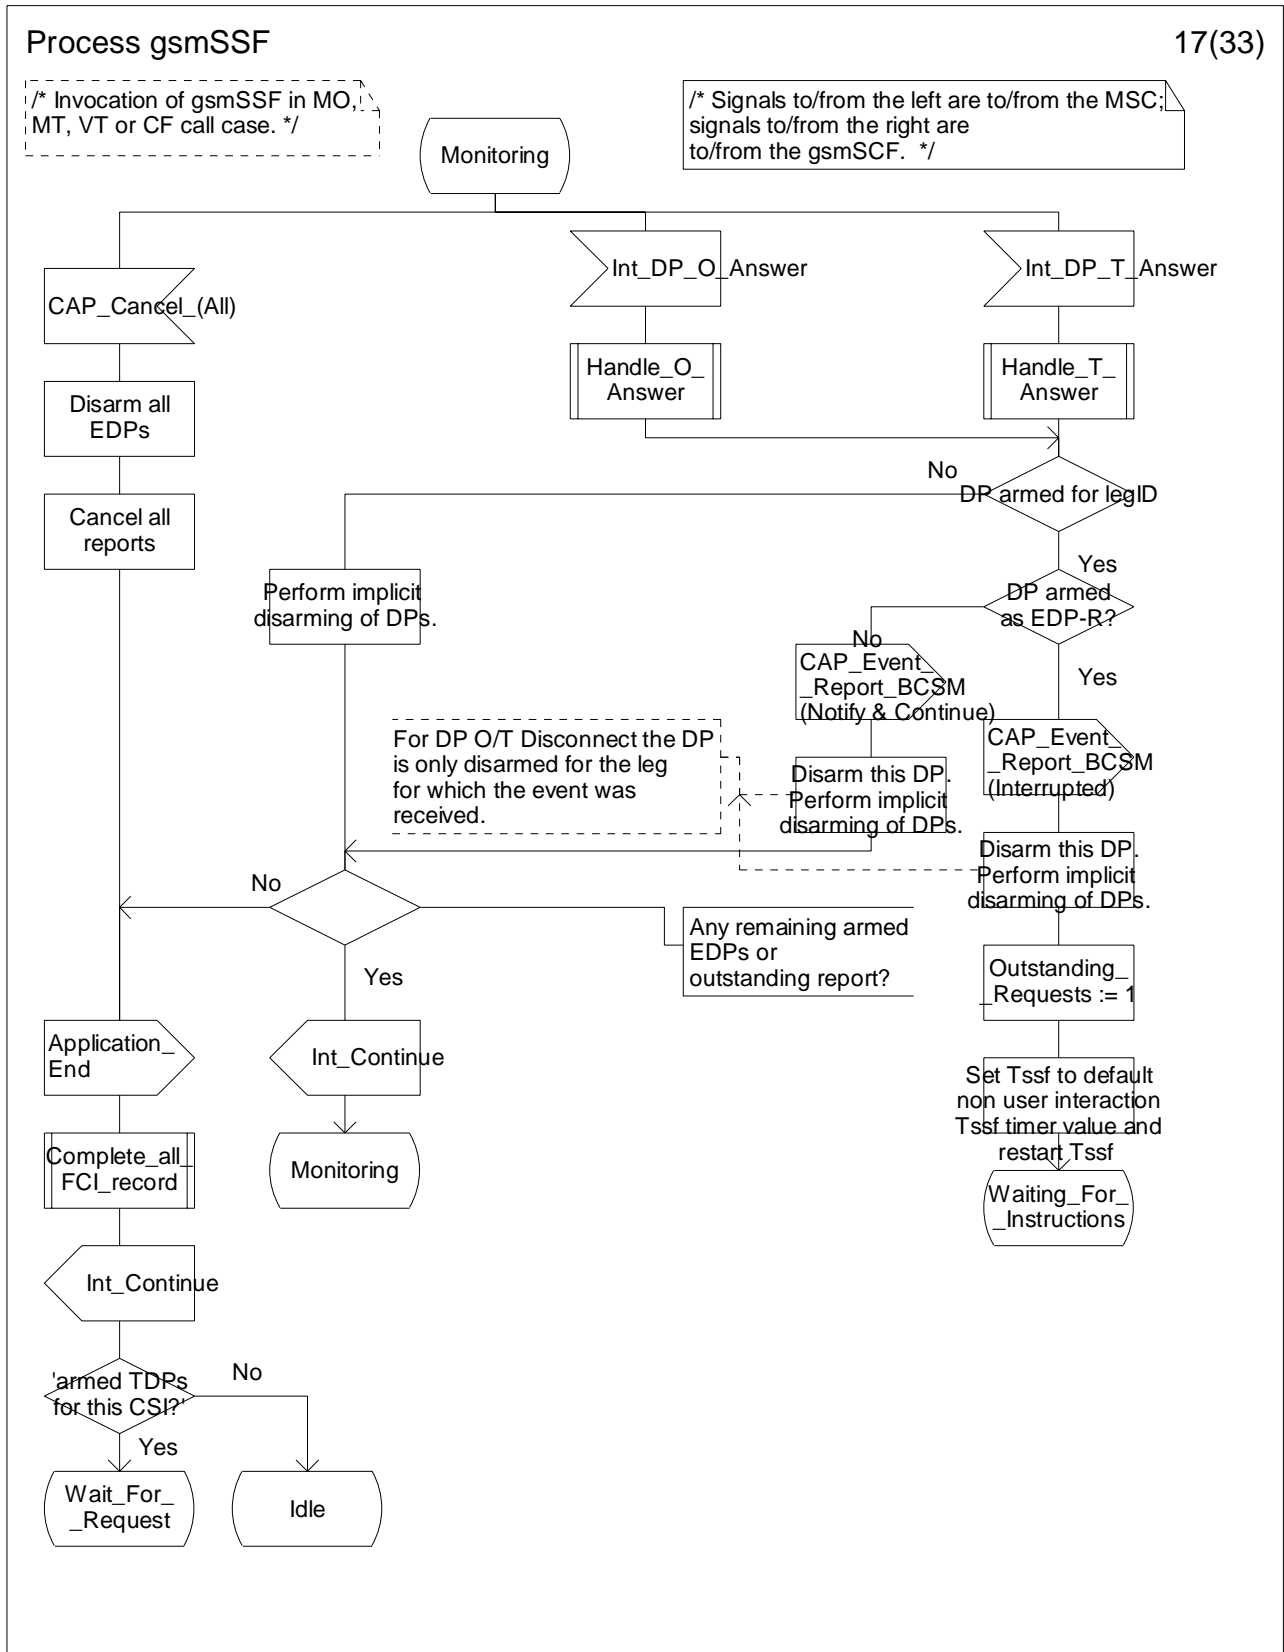 Process gsmSSF
17(33)
/* Invocation of gsmSSF in MO,
MT, VT or CF call case. */
/* Signals to/from the left are to/from the MSC;
signals to/from the right are
to/from the gsmSCF.  */
Monitoring
CAP_Cancel_(All)
Int_DP_O_Answer
Int_DP_T_Answer
Handle_O_
Answer
Handle_T_
Answer
Disarm all
EDPs
Cancel all
reports
No
DP armed for legID
Yes
Perform implicit
disarming of DPs.
DP armed
as EDP-R?
No
Yes
CAP_Event_
_Report_BCSM
(Notify & Continue)
CAP_Event_
_Report_BCSM
(Interrupted)
For DP O/T Disconnect the DP
is only disarmed for the leg
for which the event was
received.
Disarm this DP.
Perform implicit
disarming of DPs.
Disarm this DP.
Perform implicit
disarming of DPs.
No
Yes
Any remaining armed
EDPs or
outstanding report?
Outstanding_
_Requests := 1
Application_
End
Int_Continue
Set Tssf to default
non user interaction
Tssf timer value and
restart Tssf
Complete_all_
FCI_record
Monitoring
Waiting_For_
_Instructions
Int_Continue
'armed TDPs
for this CSI?'
No
Yes
Wait_For_
_Request
Idle